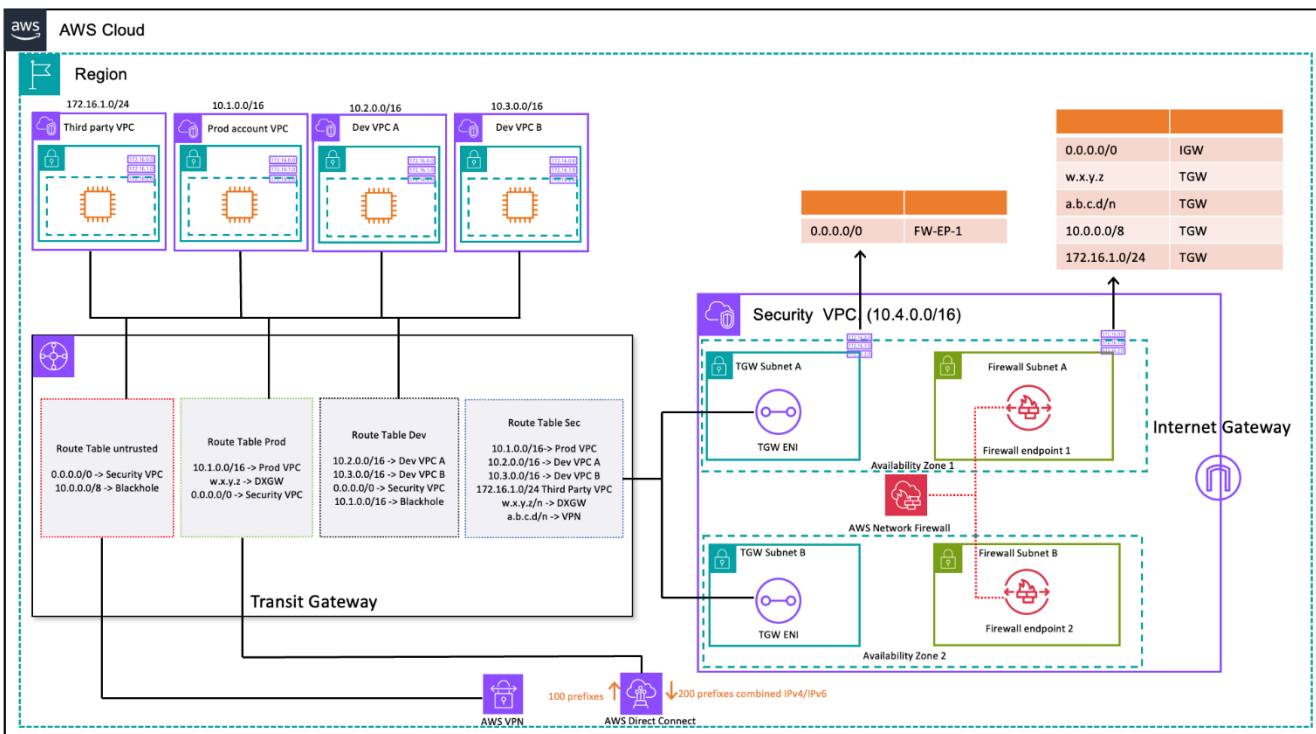 aws
AWS Cloud
Region
172.16.1.0/24
10.1.0.0/16
10.2.0.0/16
10.3.0.0/16
Third party VPC
Prod account VPC
Dev VPC A
Dev VPC B
0.0.0.0/0 IGW
w.x.y.z TGW
a.b.c.d/n TGW
10.0.0.0/8 TGW
172.16.1.0/24 TGW
0.0.0.0/0 FW-EP-1
Security VPC. (10.4.0.0/16)
TGW Subnet A
TGW ENI
Firewall Subnet A
Firewall endpoint 1
Availability Zone 1
Internet Gateway
AWS Network Firewall
TGW Subnet B
TGW ENI
Firewall Subnet B
Firewall endpoint 2
Availability Zone 2
Route Table untrusted
0.0.0.0/0 -> Security VPC
10.0.0.0/8 -> Blackhole
Route Table Prod
10.1.0.0/16 -> Prod VPC
w.x.y.z -> DXGW
0.0.0.0/0 -> Security VPC
Route Table Dev
10.2.0.0/16 -> Dev VPC A
10.3.0.0/16 -> Dev VPC B
0.0.0.0/0 -> Security VPC
10.1.0.0/16 -> Blackhole
Route Table Sec
10.1.0.0/16-> Prod VPC
10.2.0.0/16 -> Dev VPC A
10.3.0.0/16 -> Dev VPC B
172.16.1.0/24 Third Party VPC
w.x.y.z/n -> DXGW
a.b.c.d/n -> VPN
Transit Gateway
100 prefixes
200 prefixes combined IPv4/IPv6
AWS VPN
AWS Direct Connect